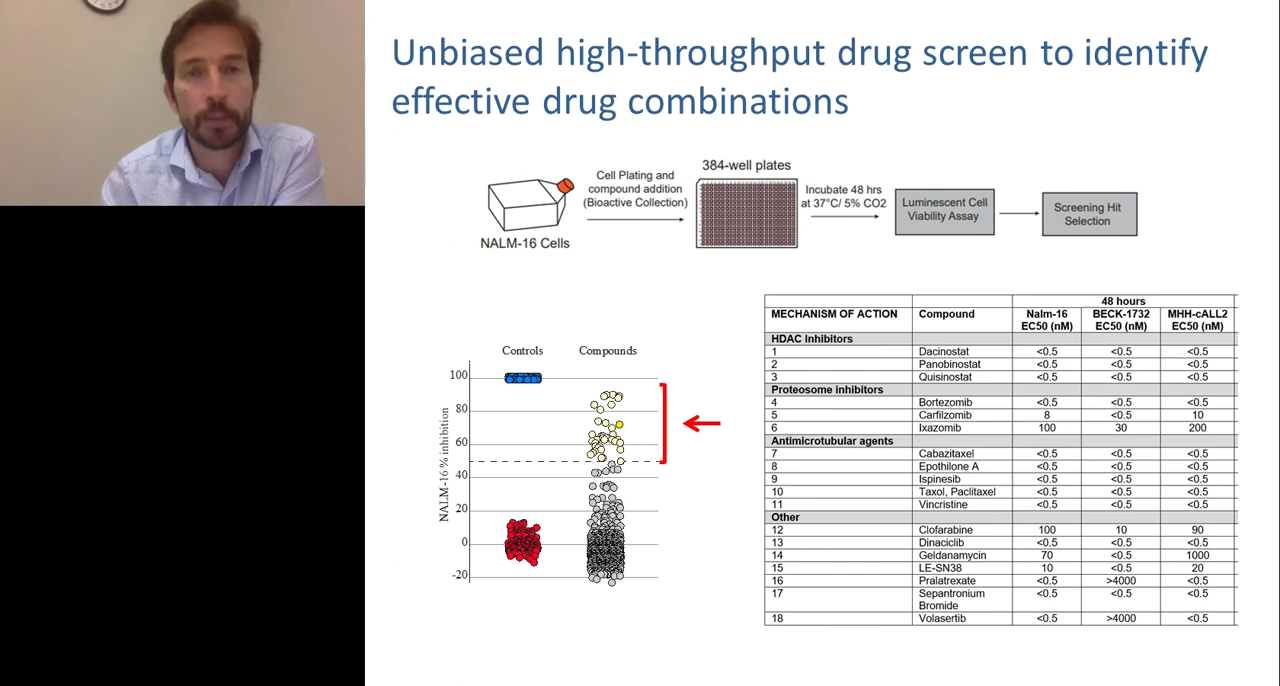 Unbiased high-throughput drug screen to identify
effective drug combinations
NALM-16 Cells
Cell Plating and
compound addition
(Bioactive Collection)
384-well plates
Incubate 48 hrs
at 37°C/ 5% CO2
Luminescent Cell
Viability Assay
Screening Hit
Selection
Controls Compounds
NALM-16 % inhibition
100
80
60
40
20
0
-20
48 hours
MECHANISM OF ACTION Compound Nalm-16 EC50 (nM) BECK-1732 EC50 (nM) MHH-cALL2 EC50 (nM)
HDAC Inhibitors
1 Dacinostat <0.5 <0.5 <0.5
2 Panobinostat <0.5 <0.5 <0.5
3 Quisinostat <0.5 <0.5 <0.5
Proteosome inhibitors
4 Bortezomib <0.5 <0.5 <0.5
5 Carfilzomib 8 <0.5 10
6 Ixazomib 100 30 200
Antimicrotubular agents
7 Cabazitaxel <0.5 <0.5 <0.5
8 Epothilone A <0.5 <0.5 <0.5
9 Ispinesib <0.5 <0.5 <0.5
10 Taxol, Paclitaxel <0.5 <0.5 <0.5
11 Vincristine <0.5 <0.5 <0.5
Other
12 Clofarabine 100 10 90
13 Dinaciclib <0.5 <0.5 <0.5
14 Geldanamycin 70 <0.5 1000
15 LE-SN38 10 <0.5 20
16 Pralatrexate <0.5 >4000 <0.5
17 Sepantronium Bromide <0.5 <0.5 <0.5
18 Volasertib <0.5 >4000 <0.5